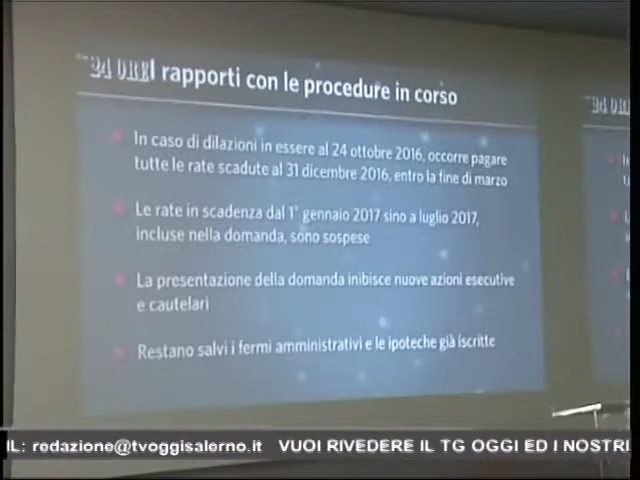 24 ORE I rapporti con le procedure in corso
In caso di dilazioni in essere al 24 ottobre 2016, occorre pagare
tutte le rate scadute al 31 dicembre 2016, entro la fine di marzo
Le rate in scadenza dal 1° gennaio 2017 sino a luglio 2017,
incluse nella domanda, sono sospese
La presentazione della domanda inibisce nuove azioni esecutive
e cautelari
Restano salvi i fermi amministrativi e le ipoteche già iscritte
24 OR
IL: redazione@tvoggisalerno.it VUOI RIVEDERE IL TG OGGI ED I NOSTRI